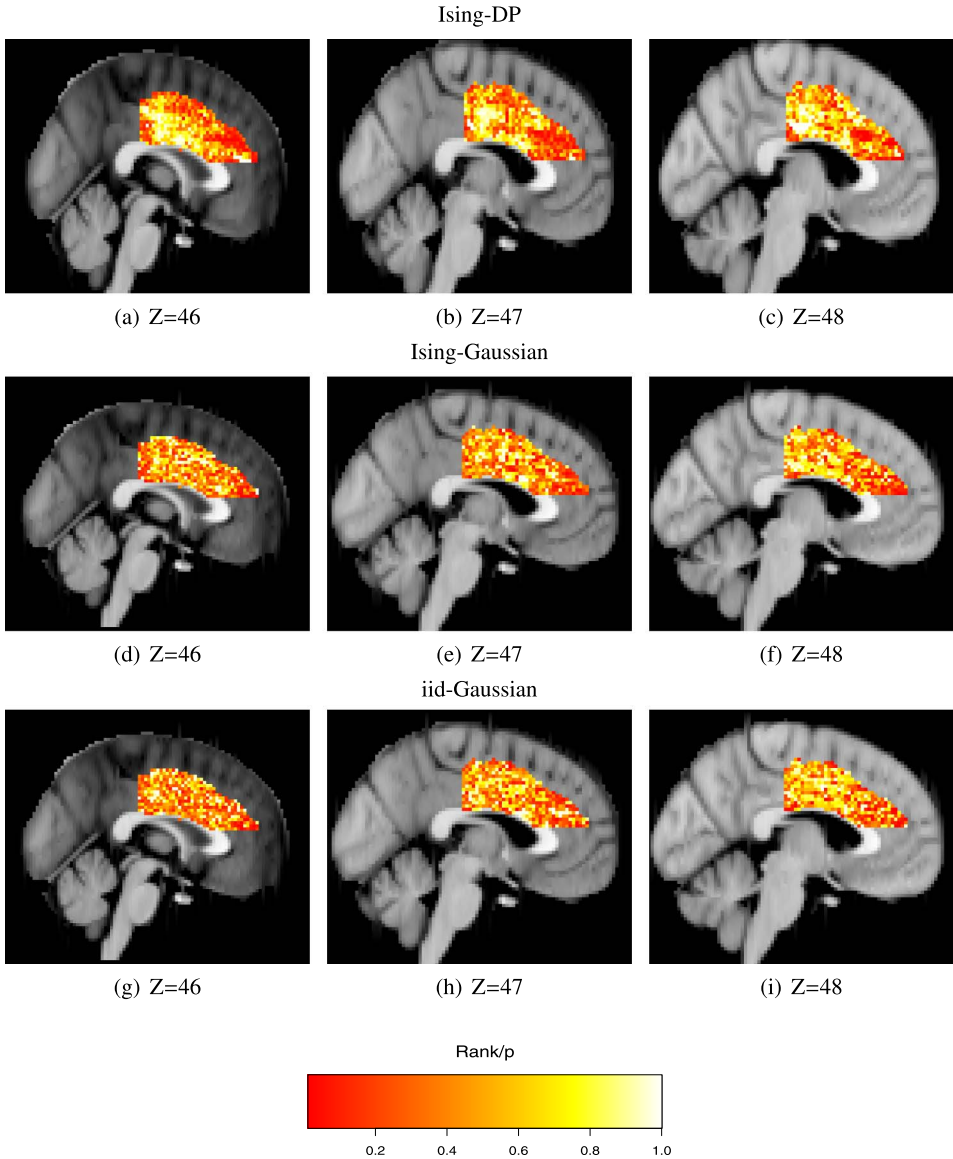 Ising-DP
(a) Z=46
(b) Z=47
(c) Z=48
Ising-Gaussian
(d) Z=46
(e) Z=47
(f) Z=48
iid-Gaussian
(g) Z=46
(h) Z=47
(i) Z=48
Rank/p
0.2 0.4 0.6 0.8 1.0